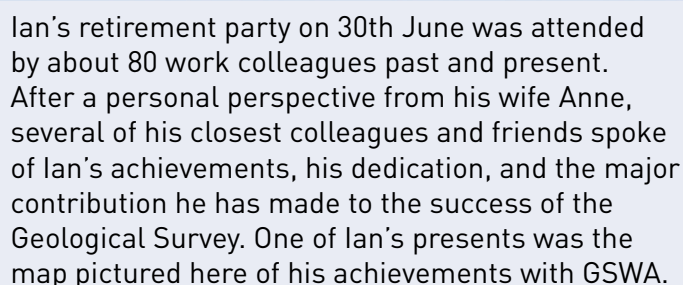 Ian’s retirement party on 30th June was attended
by about 80 work colleagues past and present.
After a personal perspective from his wife Anne,
several of his closest colleagues and friends spoke
of Ian’s achievements, his dedication, and the major
contribution he has made to the success of the
Geological Survey. One of Ian’s presents was the
map pictured here of his achievements with GSWA.